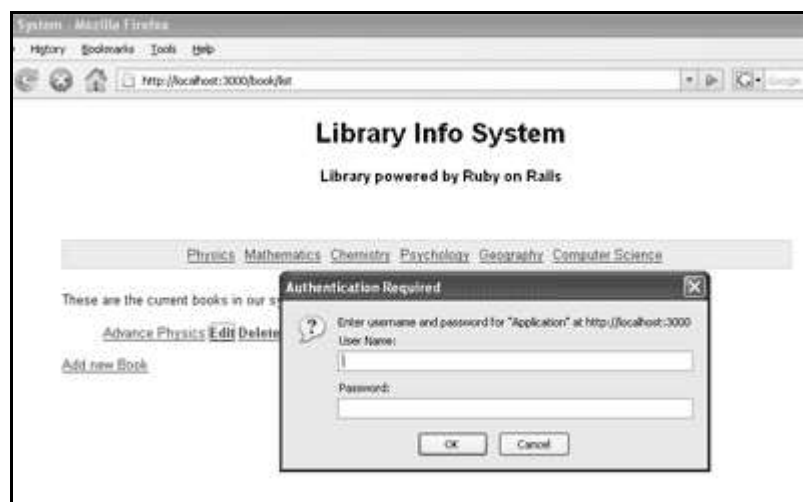 System - Mozilla Firefox
History Bookmarks Tools Help
http://localhost:3000/book/list
Library Info System
Library powered by Ruby on Rails
Physics Mathematics Chemistry Psychology Geography Computer Science
These are the current books in our sy
Advance Physics Edit Delete
Add new Book
Authentication Required
Enter username and password for "Application" at http://localhost:3000
User Name:
Password:
OK Cancel